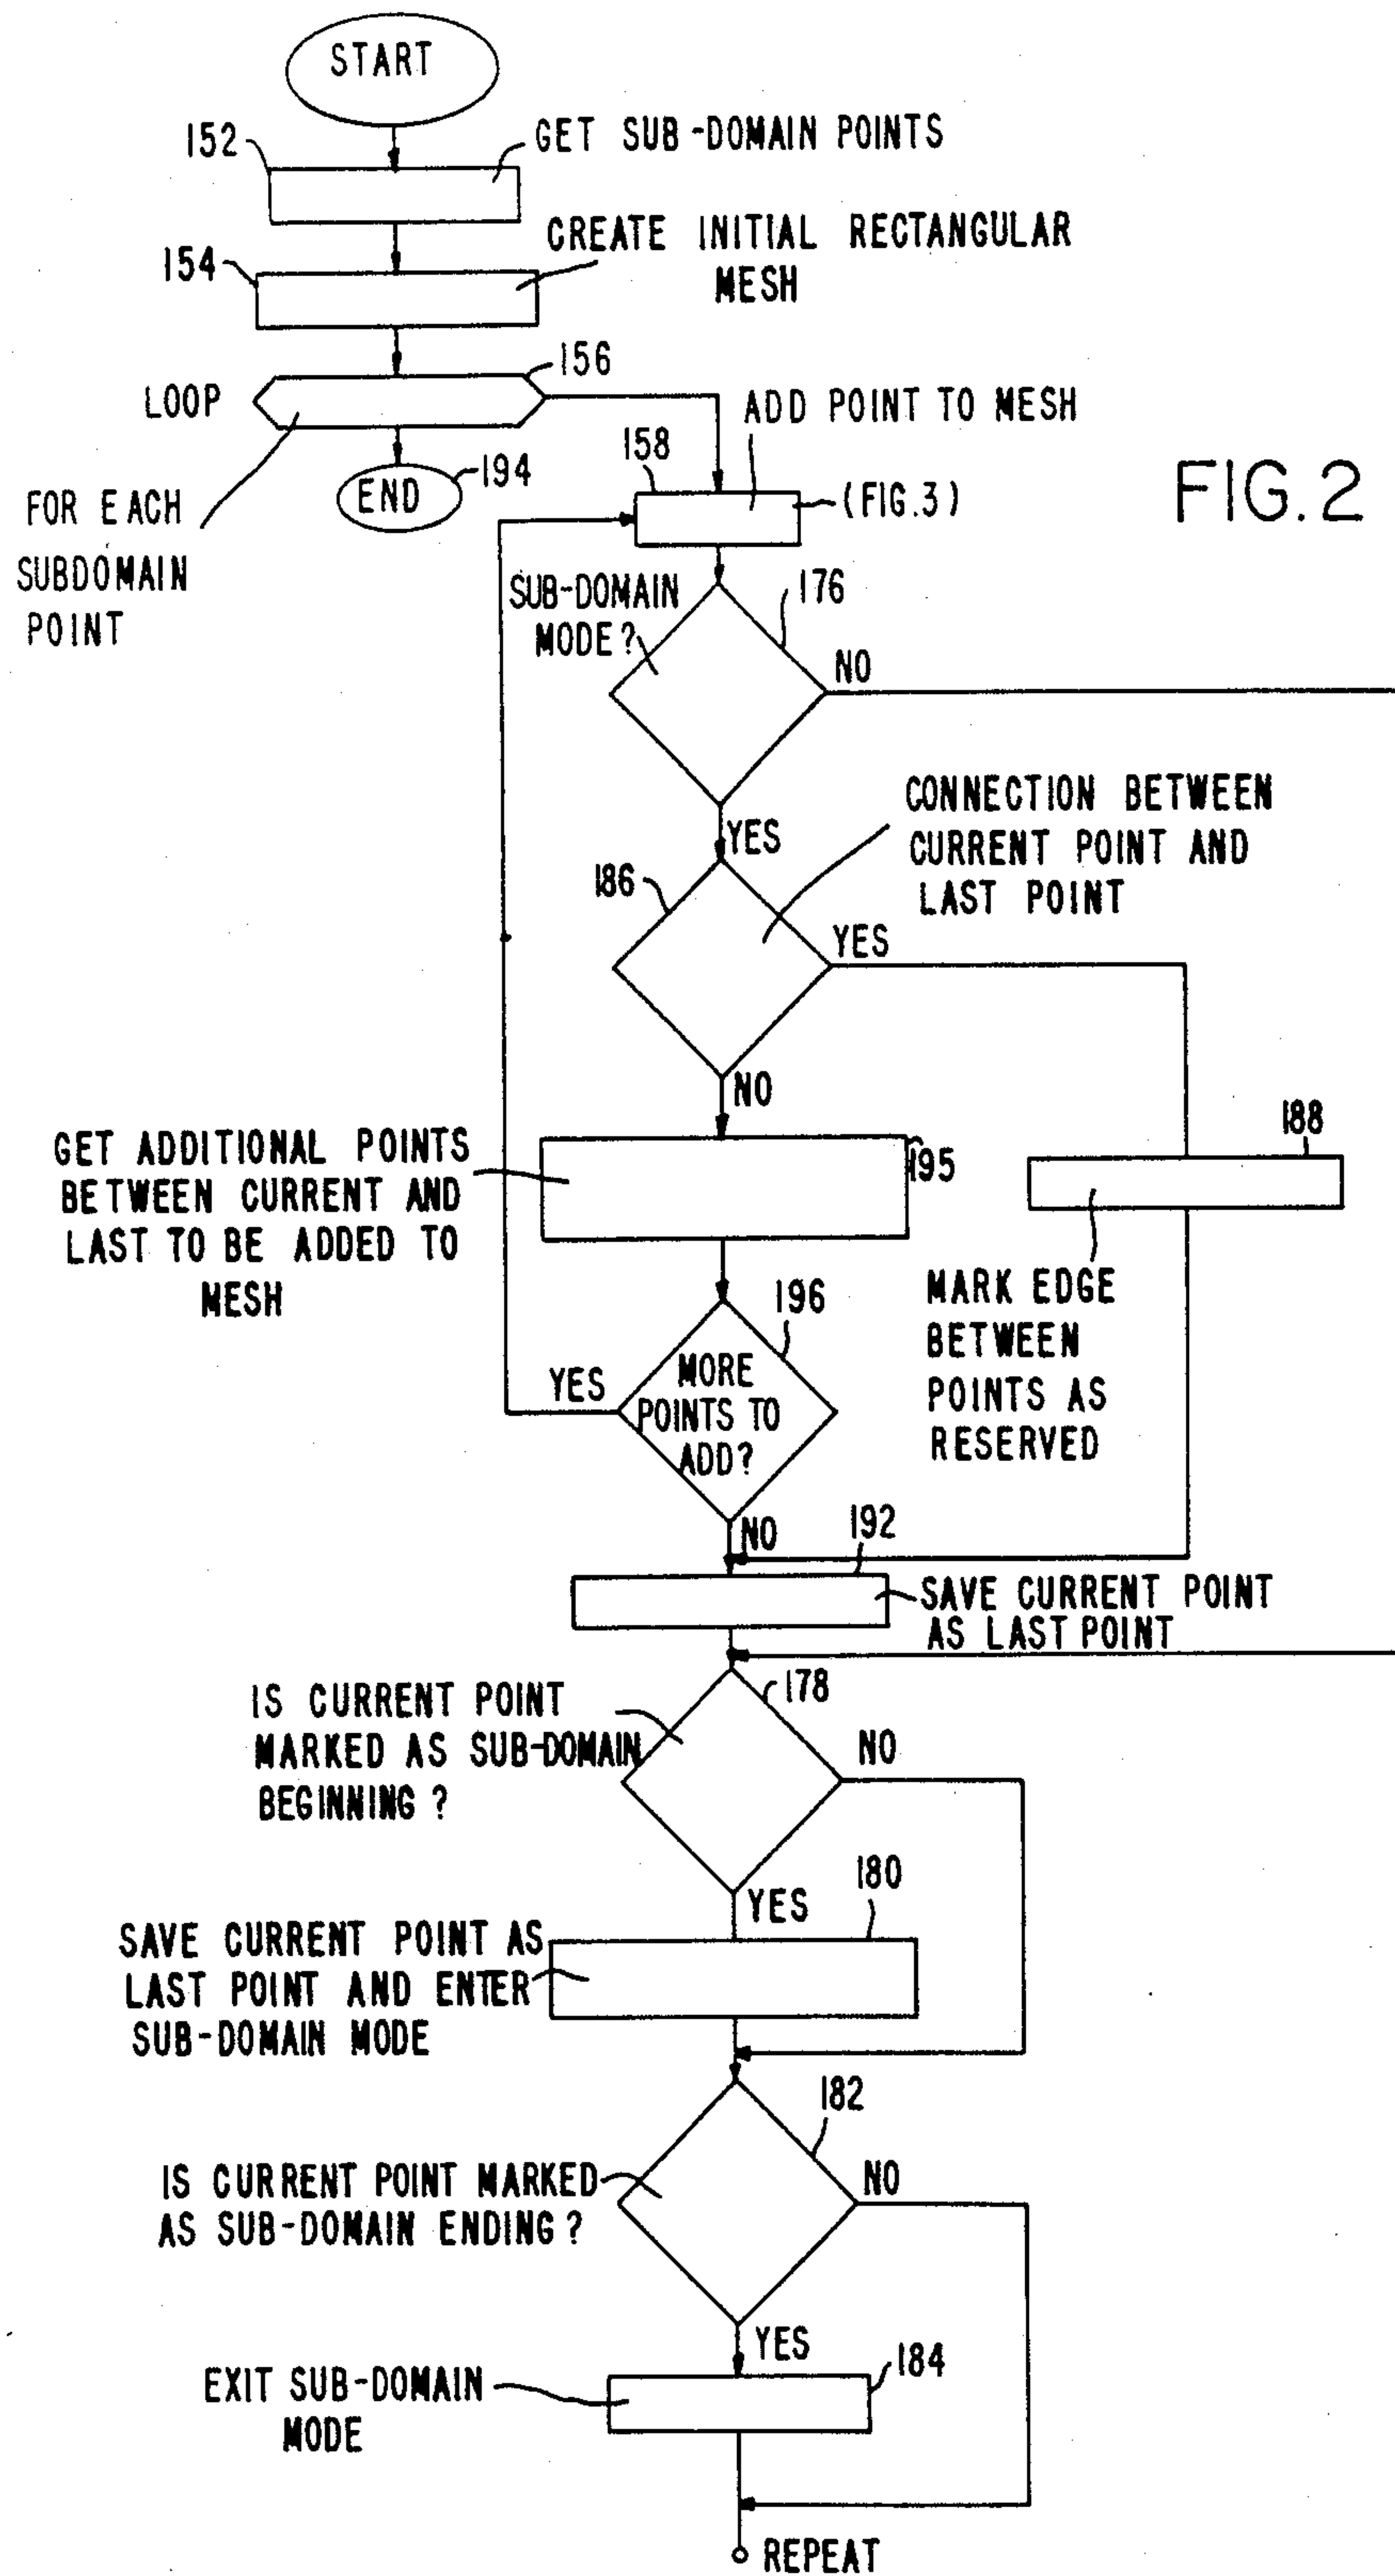 START
152
GET SUB-DOMAIN POINTS
154
CREATE INITIAL RECTANGULAR
MESH
LOOP
156
FOR EACH
SUBDOMAIN
POINT
END
194
158
ADD POINT TO MESH
(FIG.3)
FIG.2
SUB-DOMAIN
MODE?
176
NO
YES
CONNECTION BETWEEN
CURRENT POINT AND
LAST POINT
186
YES
NO
GET ADDITIONAL POINTS
BETWEEN CURRENT AND
LAST TO BE ADDED TO
MESH
195
188
MARK EDGE
BETWEEN
POINTS AS
RESERVED
196
MORE
POINTS TO
ADD?
YES
NO
192
SAVE CURRENT POINT
AS LAST POINT
IS CURRENT POINT
MARKED AS SUB-DOMAIN
BEGINNING ?
178
NO
YES
180
SAVE CURRENT POINT AS
LAST POINT AND ENTER
SUB-DOMAIN MODE
182
IS CURRENT POINT MARKED
AS SUB-DOMAIN ENDING ?
NO
YES
EXIT SUB-DOMAIN
MODE
184
REPEAT